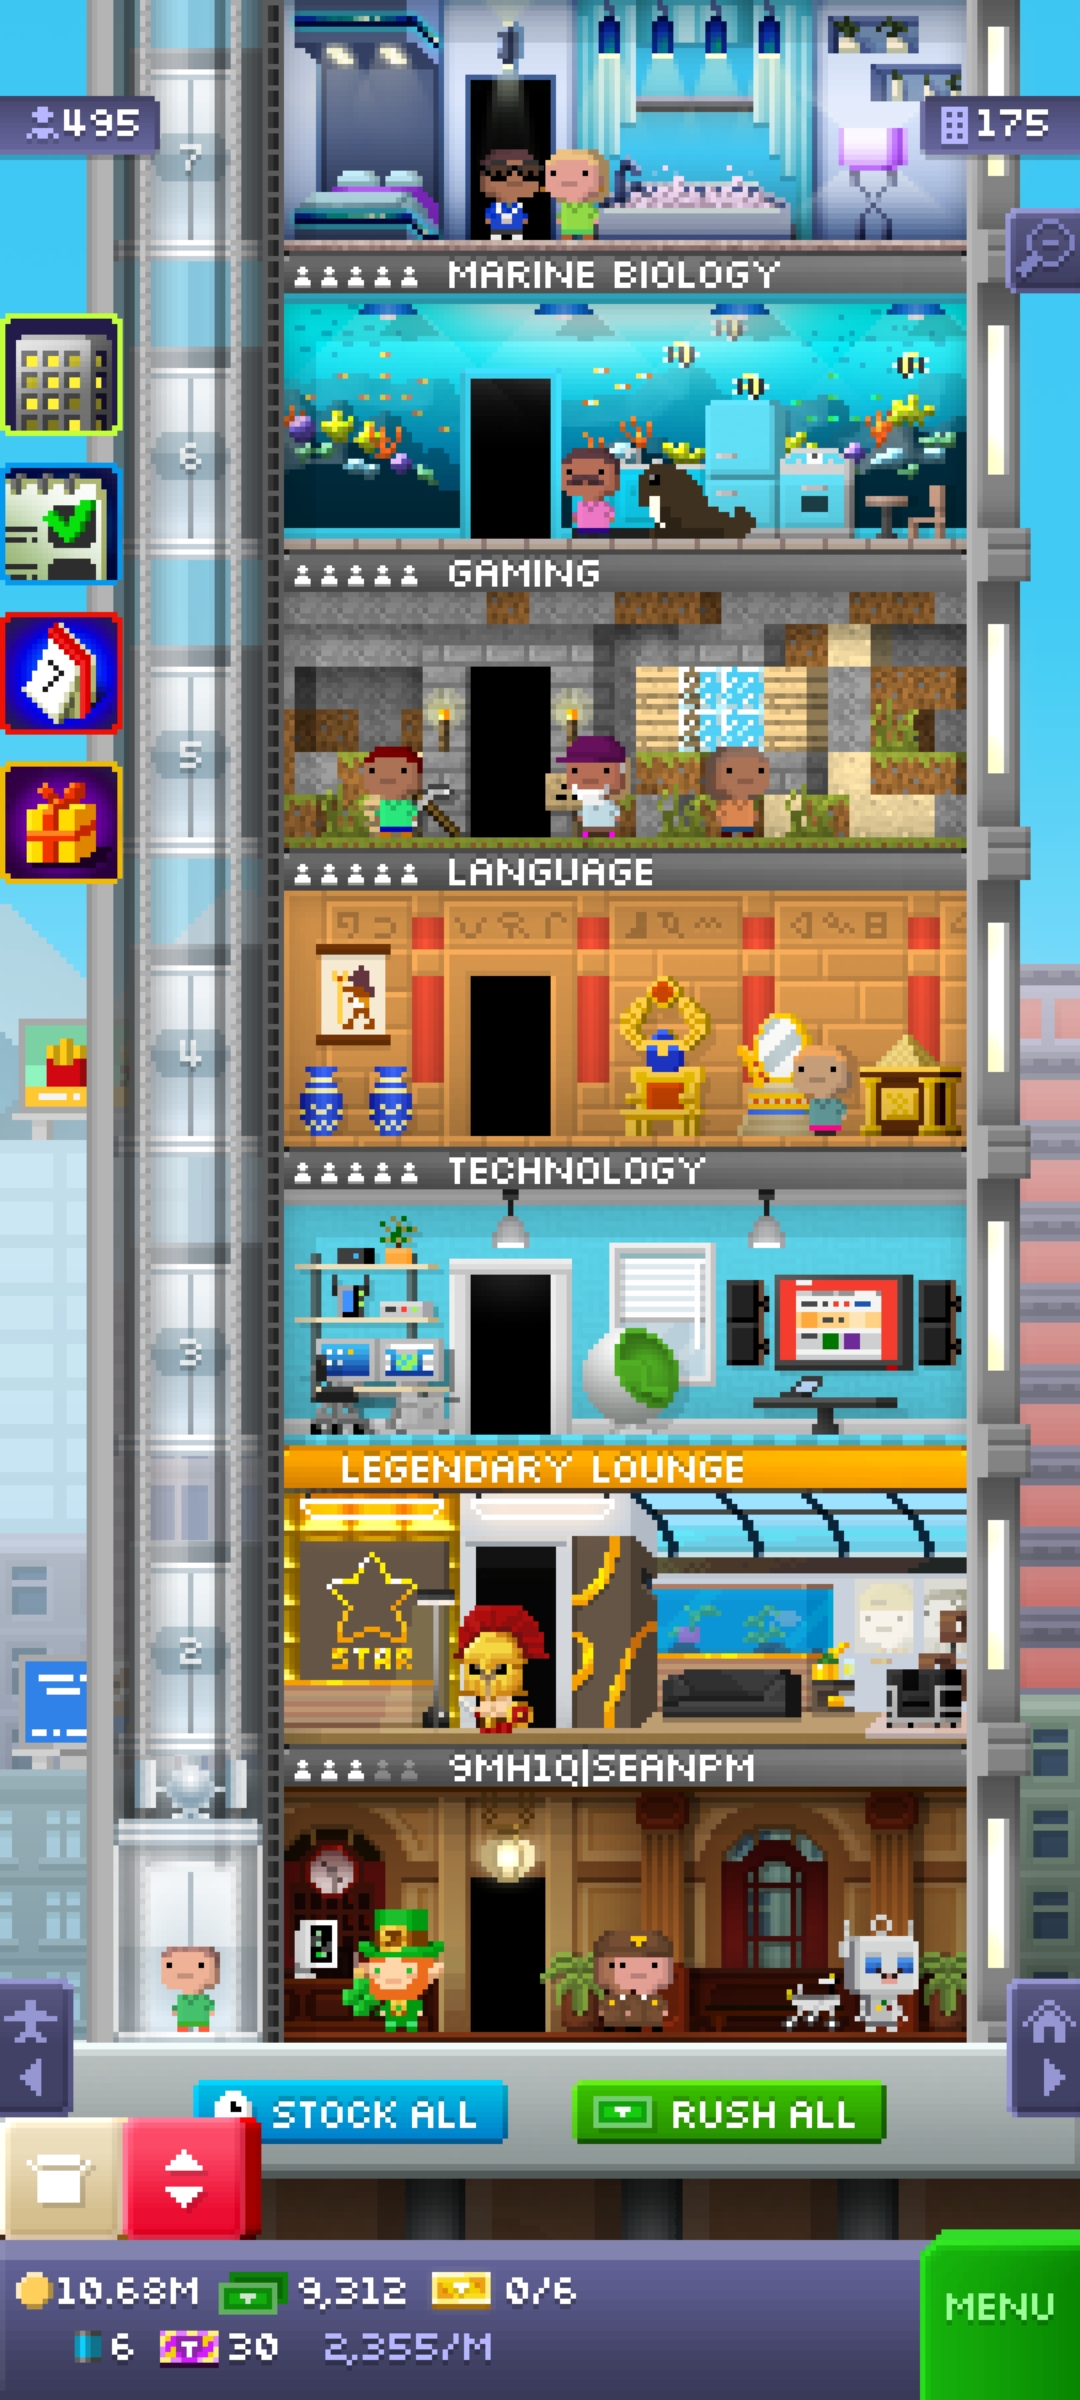 7
495
175
MARINE BIOLOGY
6
GAMING
5
LANGUAGE
4
TECHNOLOGY
3
LEGENDARY LOUNGE
STAR
2
9MH1Q|SEANPM
STOCK ALL
RUSH ALL
10.68M 9,312 0/6
6 30 2,355/M
MENU